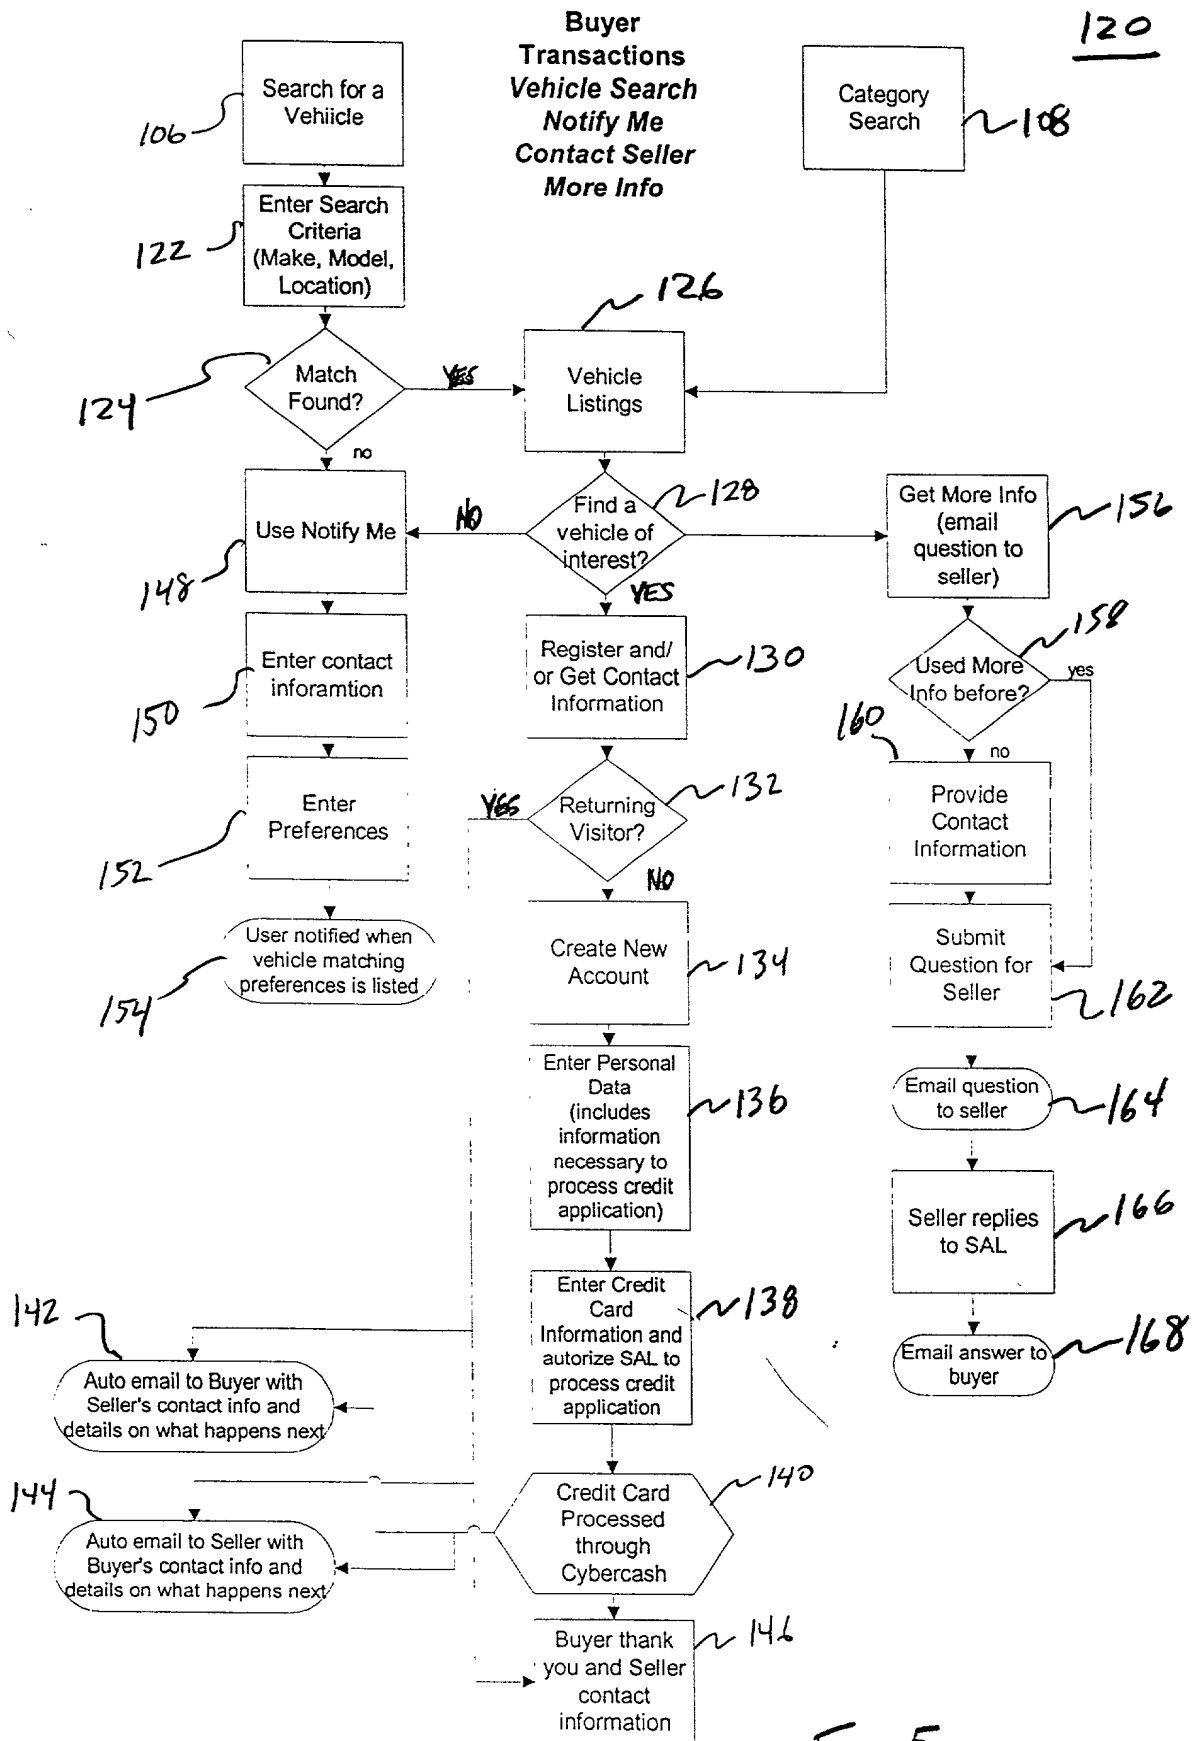 Buyer
Transactions
Vehicle Search
Notify Me
Contact Seller
More Info
120
Search for a
Vehiicle
106
Category
Search
108
Enter Search
Criteria
(Make, Model,
Location)
122
126
Match
Found?
124
YES
no
Vehicle
Listings
Use Notify Me
148
NO
Find a
vehicle of
interest?
128
YES
Get More Info
(email
question to
seller)
156
Enter contact
inforamtion
150
Register and/
or Get Contact
Information
130
Used More
Info before?
158
yes
no
160
Enter
Preferences
152
YES
Returning
Visitor?
132
NO
Provide
Contact
Information
User notified when
vehicle matching
preferences is listed
154
Create New
Account
134
Submit
Question for
Seller
162
Enter Personal
Data
(includes
information
necessary to
process credit
application)
136
Email question
to seller
164
Seller replies
to SAL
166
Enter Credit
Card
Information and
autorize SAL to
process credit
application
138
Email answer to
buyer
168
142
Auto email to Buyer with
Seller's contact info and
details on what happens next
144
Auto email to Seller with
Buyer's contact info and
details on what happens next
Credit Card
Processed
through
Cybercash
140
Buyer thank
you and Seller
contact
information
146